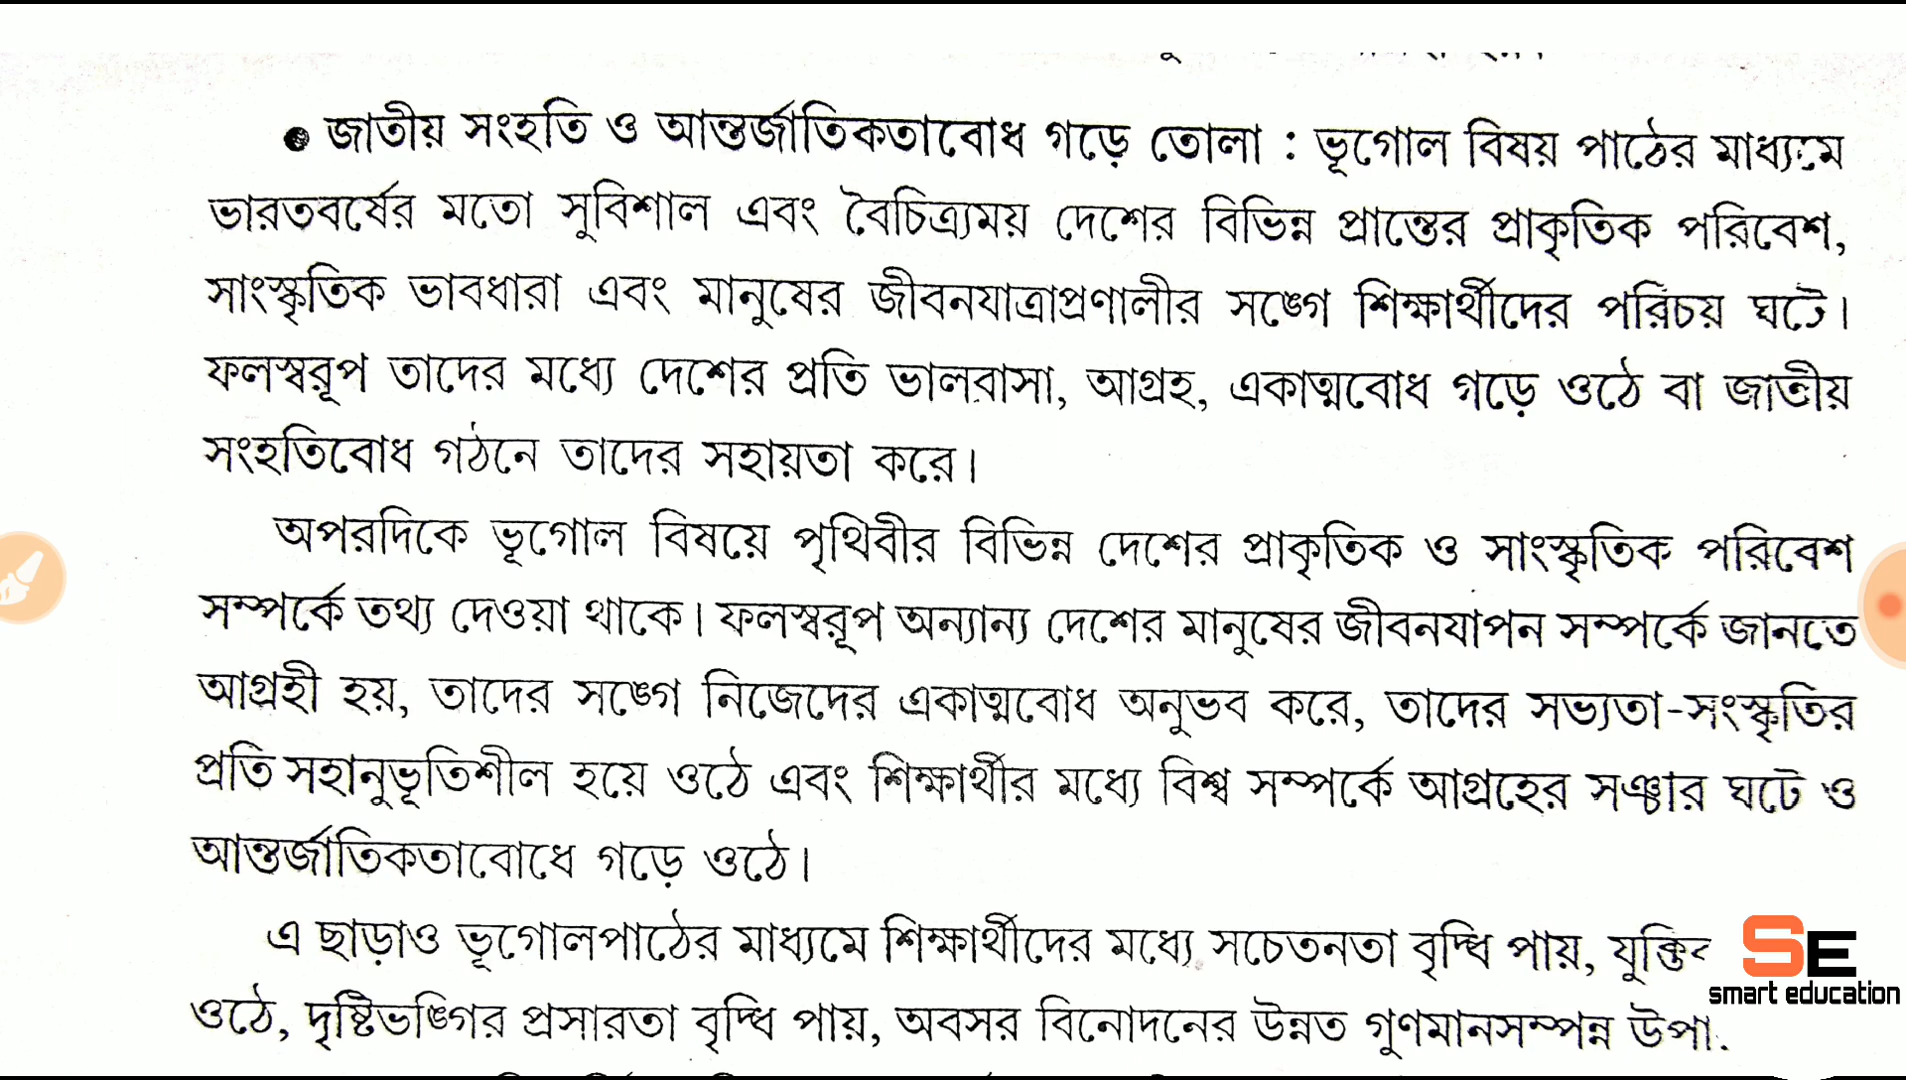 ● জাতীয় সংহতি ও আন্তর্জাতিকতাবোধ গড়ে তোলা : ভূগোল বিষয় পাঠের মাধ্যমে
ভারতবর্ষের মতো সুবিশাল এবং বৈচিত্র্যময় দেশের বিভিন্ন প্রান্তের প্রাকৃতিক পরিবেশ,
সাংস্কৃতিক ভাবধারা এবং মানুষের জীবনযাত্রাপ্রণালীর সঙ্গে শিক্ষার্থীদের পরিচয় ঘটে।
ফলস্বরূপ তাদের মধ্যে দেশের প্রতি ভালবাসা, আগ্রহ, একাত্মবোধ গড়ে ওঠে বা জাতীয়
সংহতিবোধ গঠনে তাদের সহায়তা করে।
অপরদিকে ভূগোল বিষয়ে পৃথিবীর বিভিন্ন দেশের প্রাকৃতিক ও সাংস্কৃতিক পরিবেশ
সম্পর্কে তথ্য দেওয়া থাকে। ফলস্বরূপ অন্যান্য দেশের মানুষের জীবনযাপন সম্পর্কে জানতে
আগ্রহী হয়, তাদের সঙ্গে নিজেদের একাত্মবোধ অনুভব করে, তাদের সভ্যতা-সংস্কৃতির
প্রতি সহানুভূতিশীল হয়ে ওঠে এবং শিক্ষার্থীর মধ্যে বিশ্ব সম্পর্কে আগ্রহের সঞ্চার ঘটে ও
আন্তর্জাতিকতাবোধে গড়ে ওঠে।
এ ছাড়াও ভূগোলপাঠের মাধ্যমে শিক্ষার্থীদের মধ্যে সচেতনতা বৃদ্ধি পায়,
ওঠে, দৃষ্টিভঙ্গির প্রসারতা বৃদ্ধি পায়, অবসর বিনোদনের উন্নত গুণমানসম্পন্ন
SE
smart education